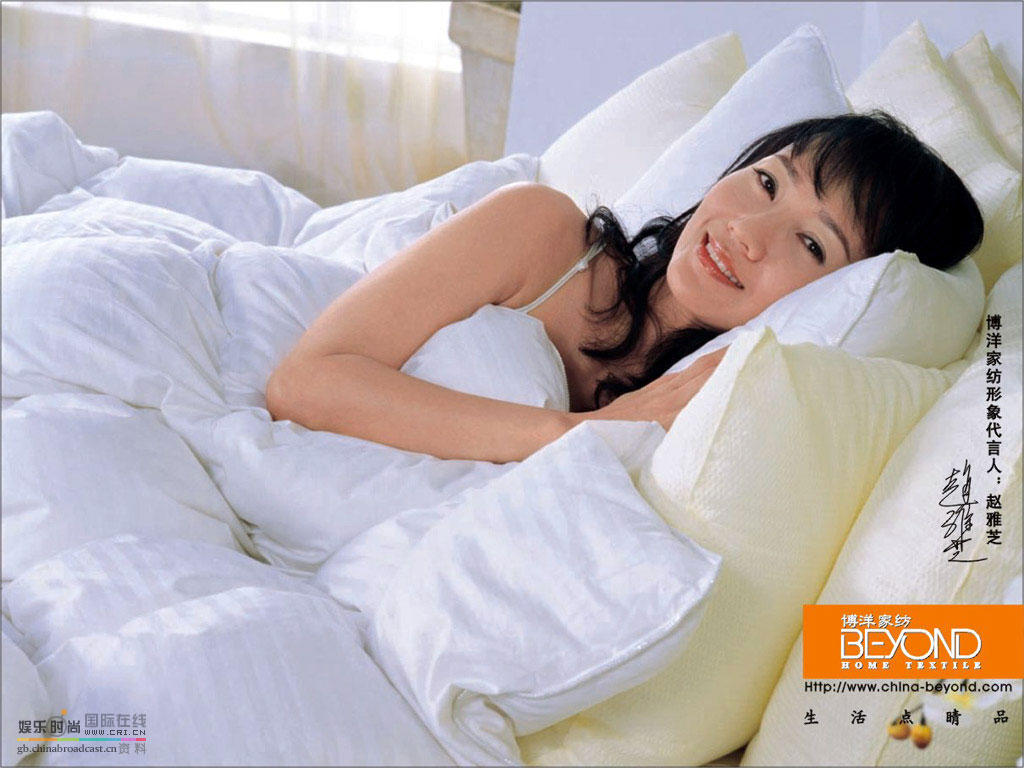 博洋家纺形象代言人：赵雅芝
赵雅芝
博洋家纺
BEYOND
HOME TEXTILE
Http://www.china-beyond.com
生活点睛品
娱乐时尚 国际在线
WWW.CRI.CN
gb.chinabroadcast.cn 资料